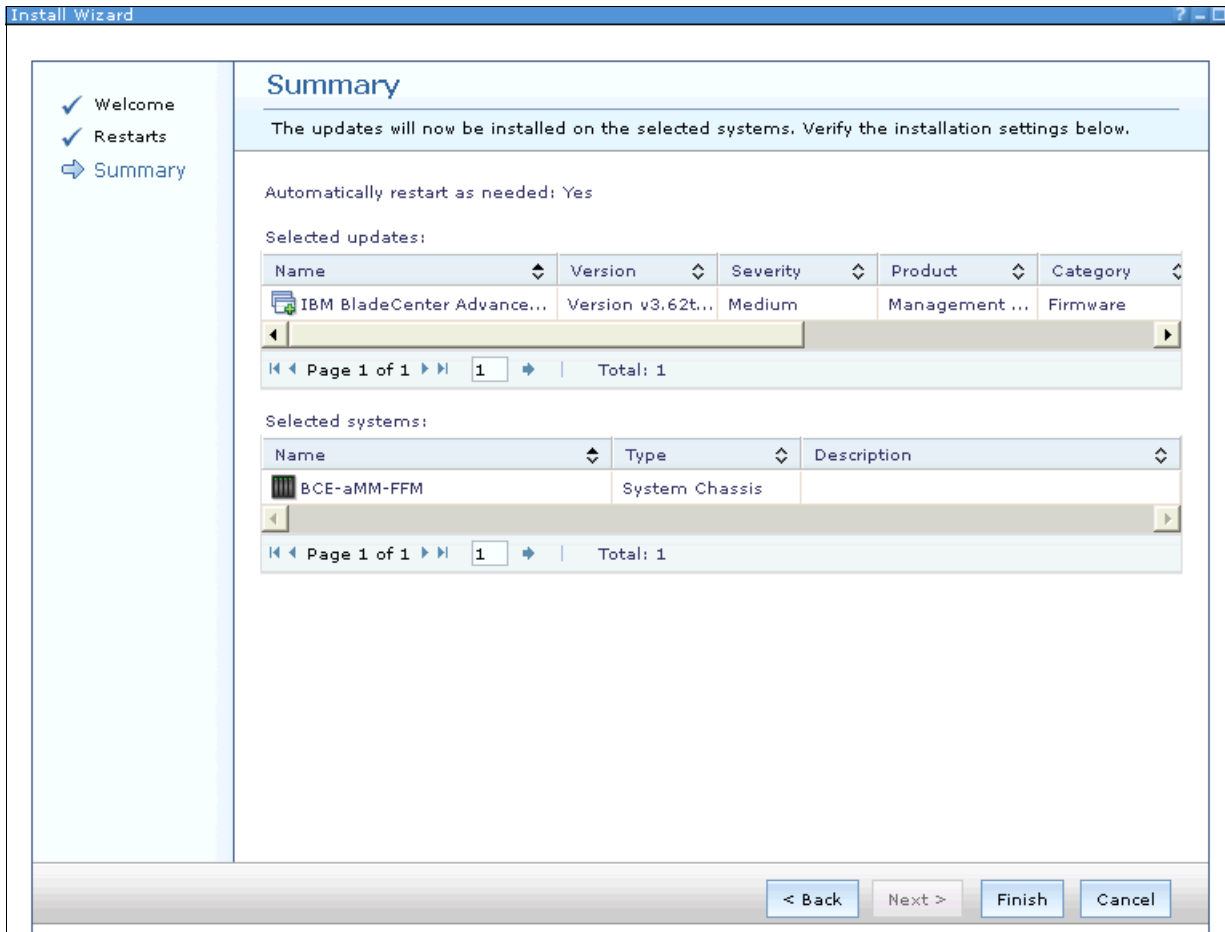 Install Wizard
?
Welcome
Restarts
Summary
Summary
The updates will now be installed on the selected systems. Verify the installation settings below.
Automatically restart as needed: Yes
Selected updates:
Name Version Severity Product Category
IBM BladeCenter Advance... Version v3.62t... Medium Management ... Firmware
Page 1 of 1 1 | Total: 1
Selected systems:
Name Type Description
BCE-aMM-FFM System Chassis
Page 1 of 1 1 | Total: 1
< Back Next > Finish Cancel